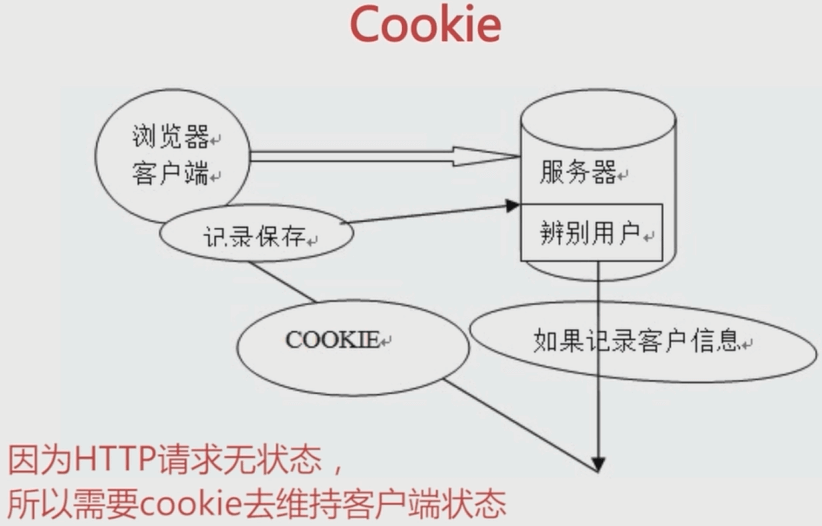 Cookie
浏览器
客户端
服务器
记录保存
辨别用户
COOKIE
如果记录客户信息
因为HTTP请求无状态，
所以需要cookie去维持客户端状态